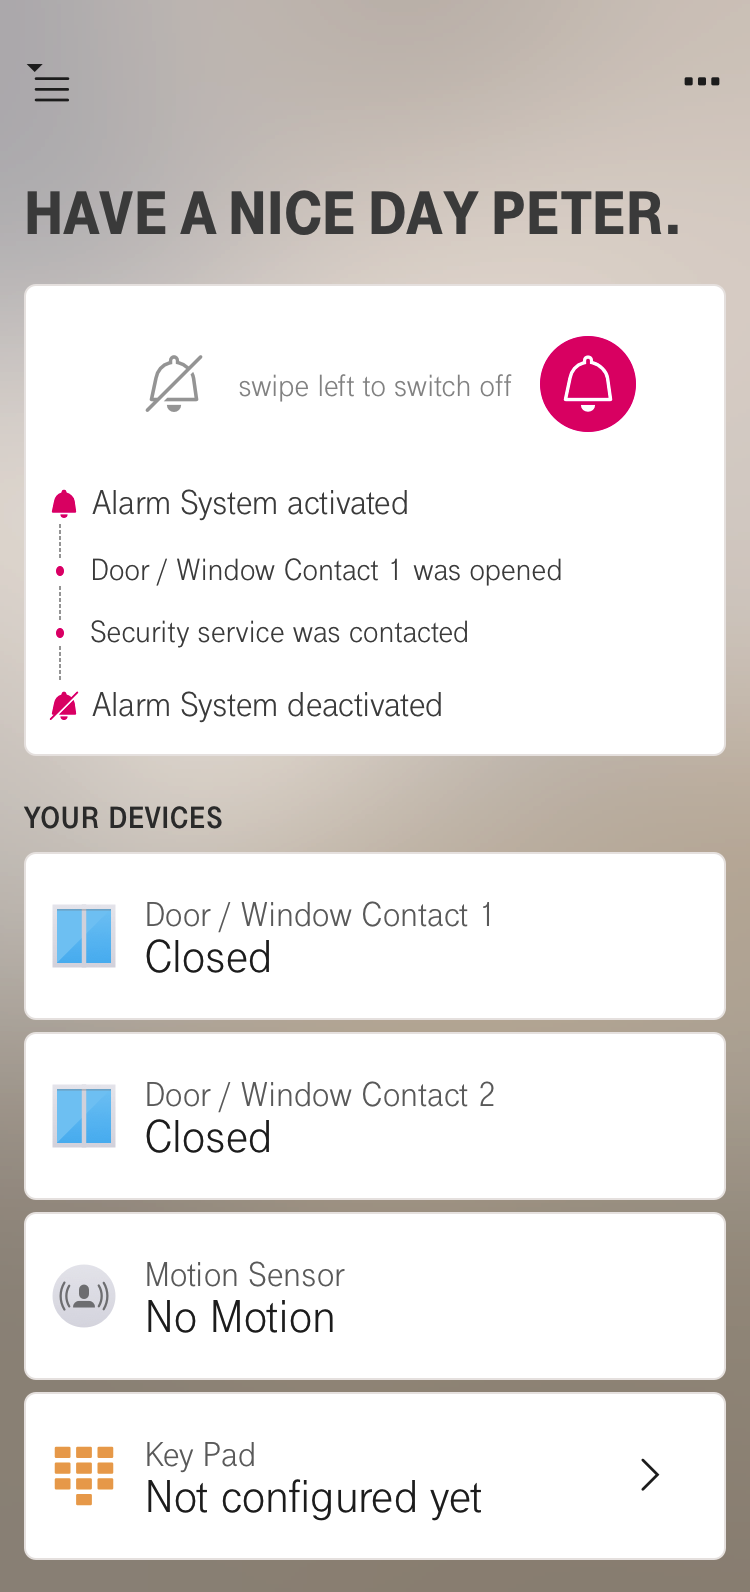 HAVE A NICE DAY PETER.
swipe left to switch off
Alarm System activated
Door / Window Contact 1 was opened
Security service was contacted
Alarm System deactivated
YOUR DEVICES
Door / Window Contact 1
Closed
Door / Window Contact 2
Closed
Motion Sensor
No Motion
Key Pad
Not configured yet